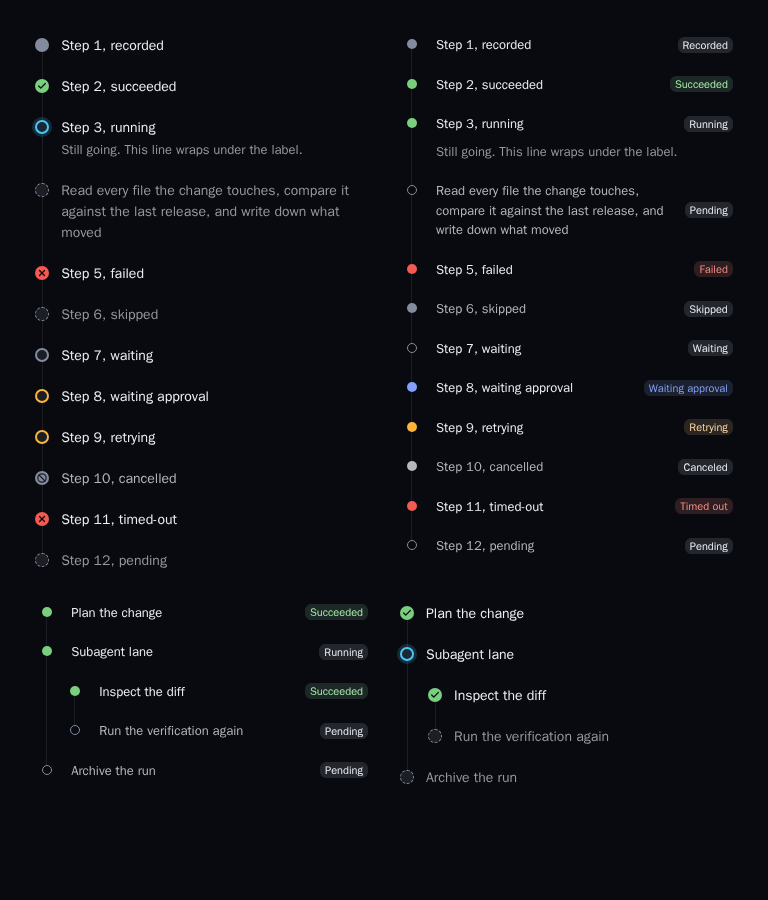 Step 1, recorded
Step 2, succeeded
Step 3, running
Still going. This line wraps under the label.
Read every file the change touches, compare it
against the last release, and write down what
moved
Step 5, failed
Step 6, skipped
Step 7, waiting
Step 8, waiting approval
Step 9, retrying
Step 10, cancelled
Step 11, timed-out
Step 12, pending
Step 1, recorded
Recorded
Step 2, succeeded
Succeeded
Step 3, running
Running
Still going. This line wraps under the label.
Read every file the change touches,
compare it against the last release, and
write down what moved
Pending
Step 5, failed
Failed
Step 6, skipped
Skipped
Step 7, waiting
Waiting
Step 8, waiting approval
Waiting approval
Step 9, retrying
Retrying
Step 10, cancelled
Canceled
Step 11, timed-out
Timed out
Step 12, pending
Pending
Plan the change
Succeeded
Subagent lane
Running
Inspect the diff
Succeeded
Run the verification again
Pending
Archive the run
Pending
Plan the change
Subagent lane
Inspect the diff
Run the verification again
Archive the run